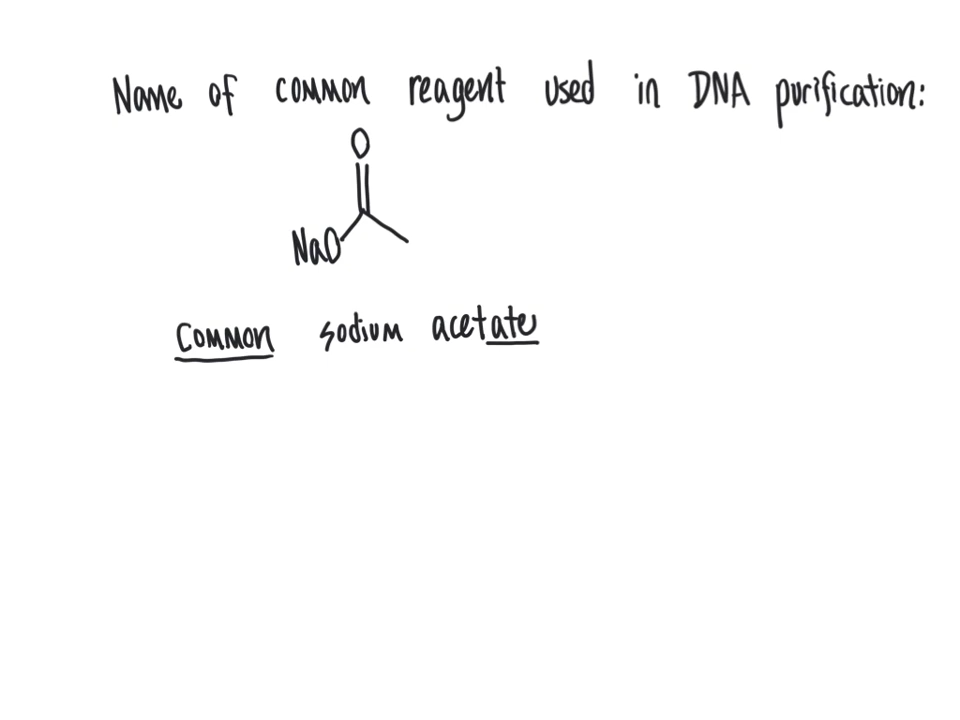 Name of common reagent used in DNA purification:
O
NaO
Common sodium acetate